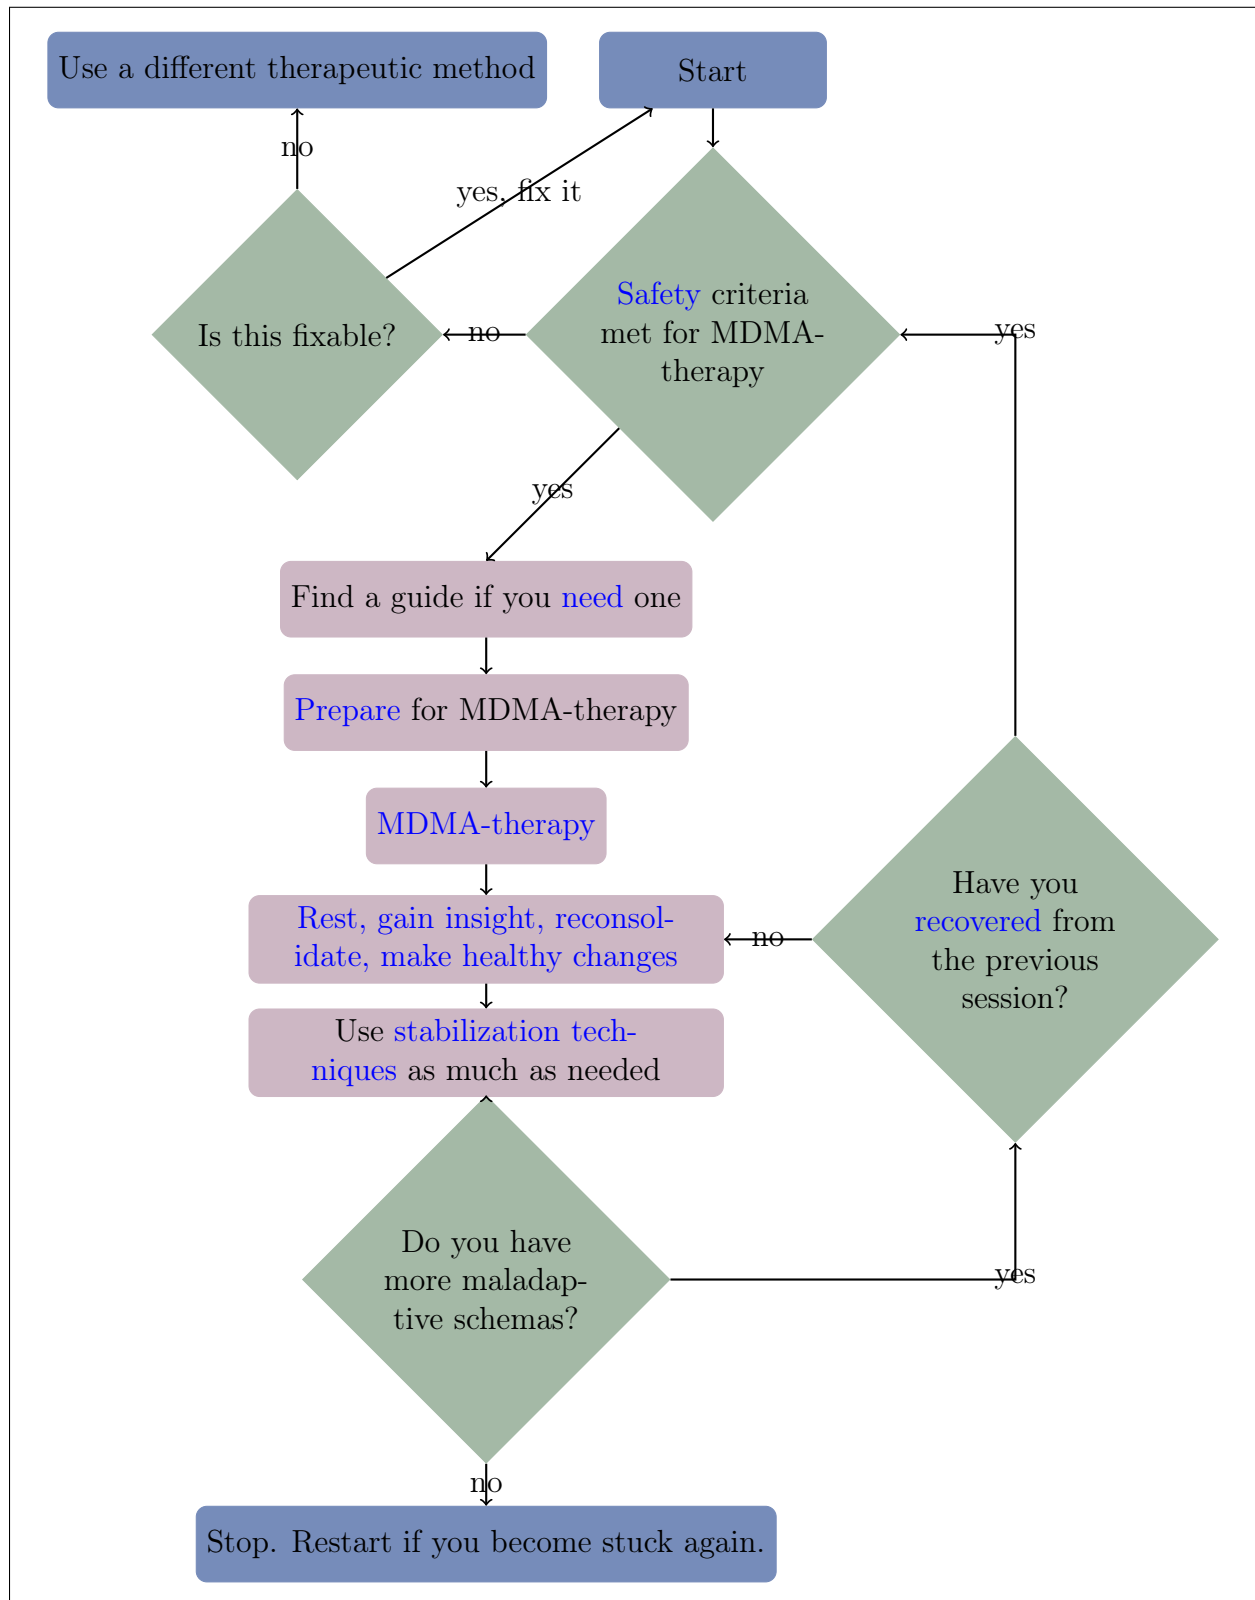 Use a different therapeutic method
Start
no
yes, fix it
Is this fixable?
no
Safety criteria
met for MDMA-
therapy
yes
yes
Find a guide if you need one
Prepare for MDMA-therapy
MDMA-therapy
Rest, gain insight, reconsol-
idate, make healthy changes
no
Have you
recovered from
the previous
session?
Use stabilization tech-
niques as much as needed
Do you have
more maladap-
tive schemas?
yes
no
Stop. Restart if you become stuck again.